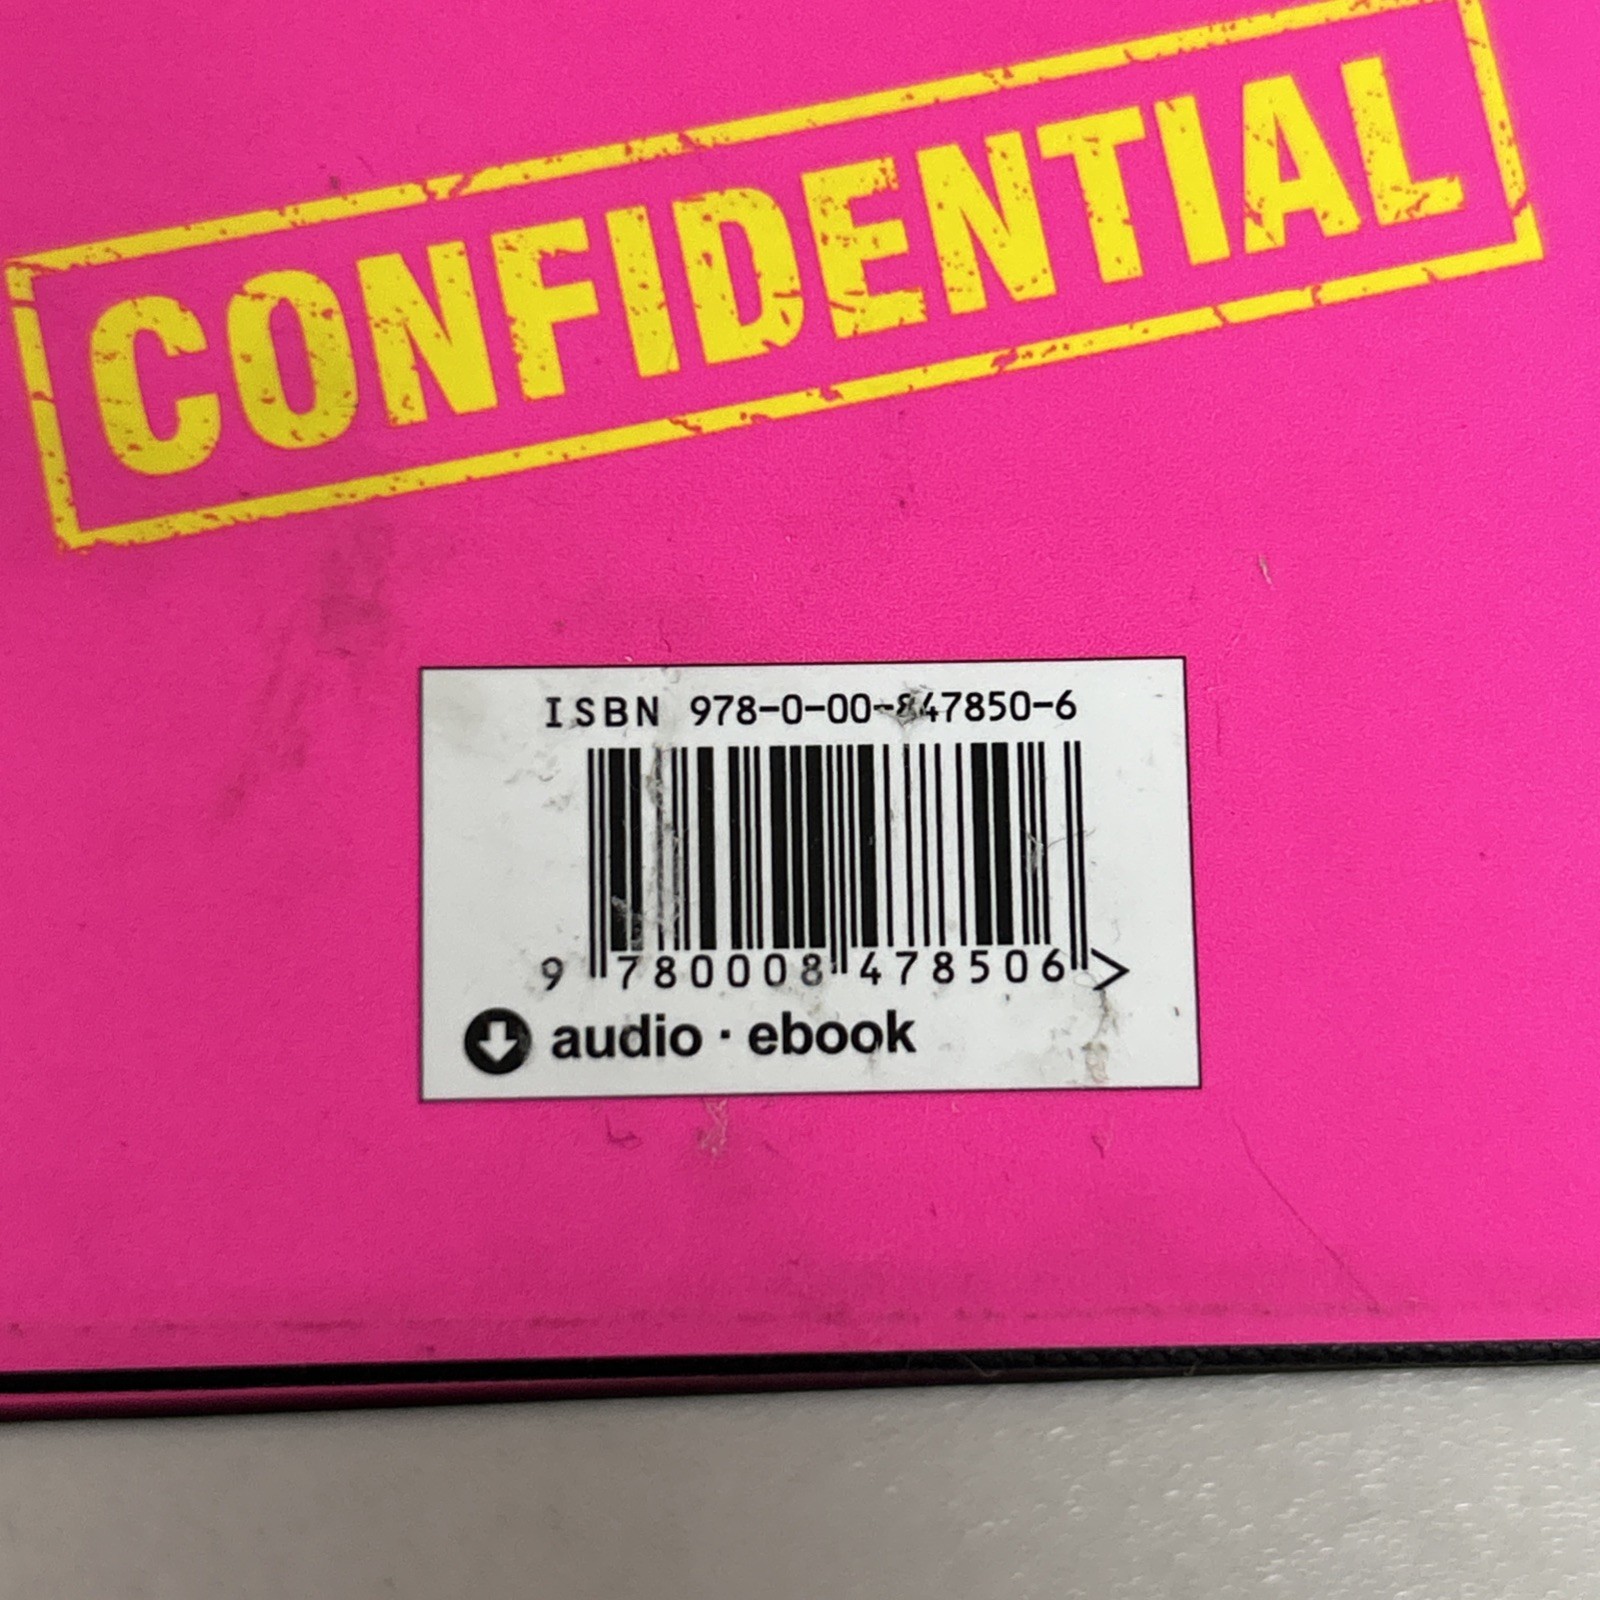 CONFIDENTIAL
ISBN 978-0-00-847850-6
9 780008 478506 >
audio · ebook